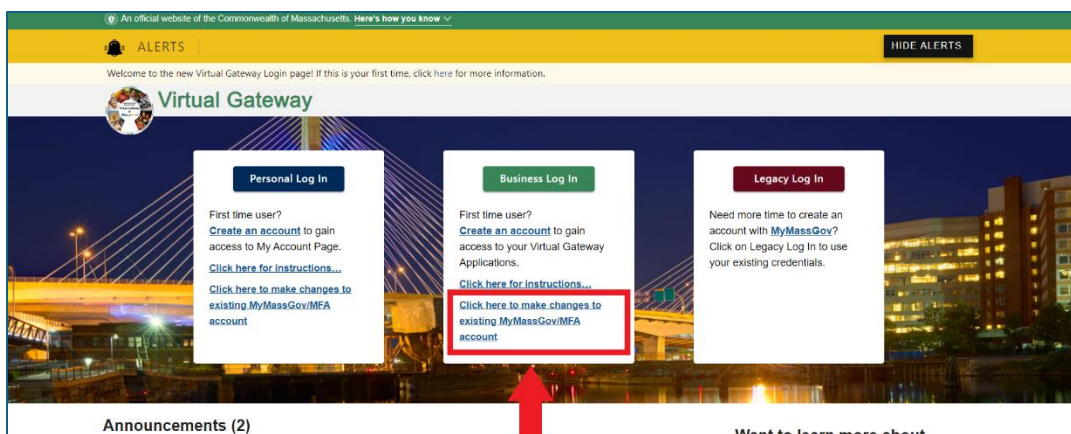 An official website of the Commonwealth of Massachusetts. Here's how you know
ALERTS
HIDE ALERTS
Welcome to the new Virtual Gateway Login page! If this is your first time, click here for more information.
Virtual Gateway
Personal Log In
First time user?
Create an account to gain
access to My Account Page.
Click here for instructions...
Click here to make changes to
existing MyMassGov/MFA
account
Business Log In
First time user?
Create an account to gain
access to your Virtual Gateway
Applications.
Click here for instructions...
Click here to make changes to
existing MyMassGov/MFA
account
Legacy Log In
Need more time to create an
account with MyMassGov?
Click on Legacy Log In to use
your existing credentials.
Announcements (2)
Want to learn more about